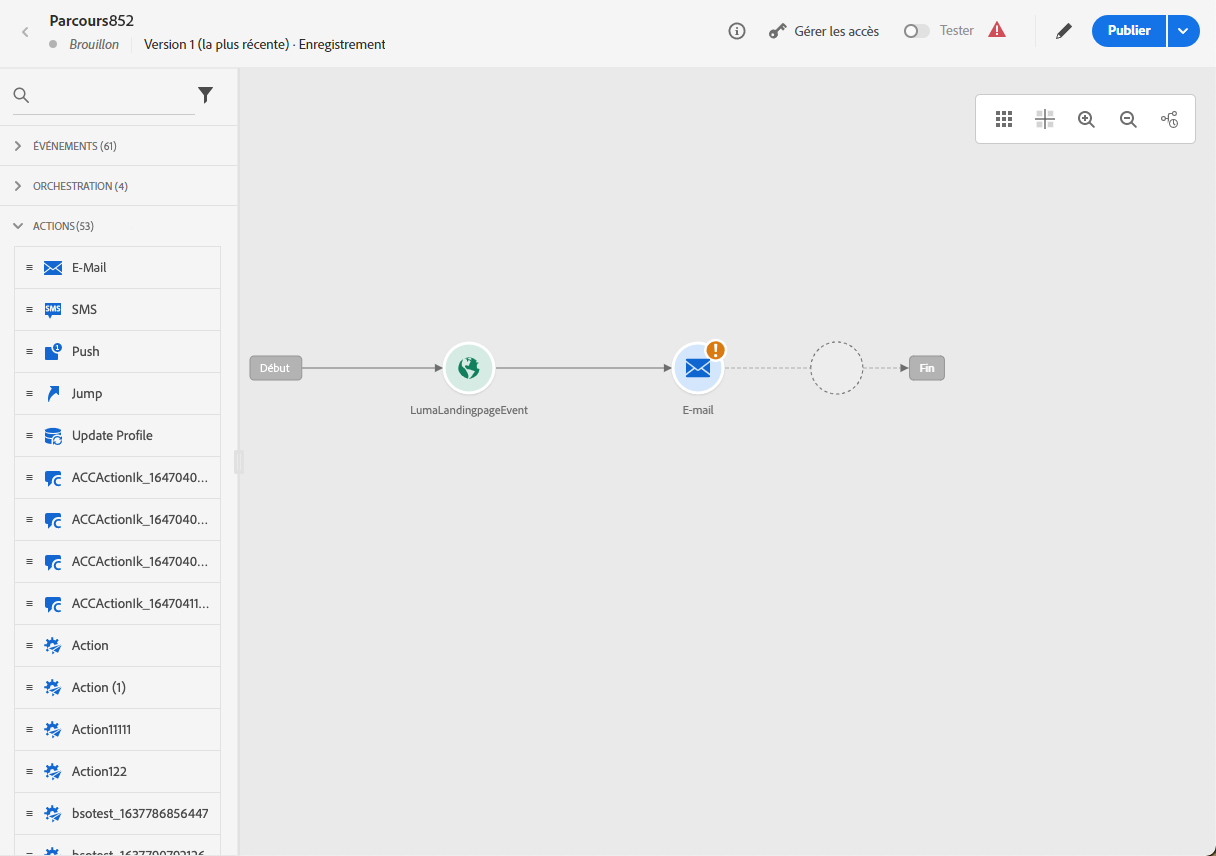 Parcours852
Brouillon Version 1 (la plus récente) · Enregistrement
Gérer les accès
Tester
Publier
ÉVÉNEMENTS (61)
ORCHESTRATION (4)
ACTIONS (53)
E-Mail
SMS
SMS
Push
1
Jump
Update Profile
ACCActionIk_1647040...
ACCActionIk_1647040...
ACCActionIk_1647040...
ACCActionIk_16470411...
Action
Action (1)
Action11111
Action122
bsotest_1637786856447
Début
LumaLandingpageEvent
E-mail
Fin